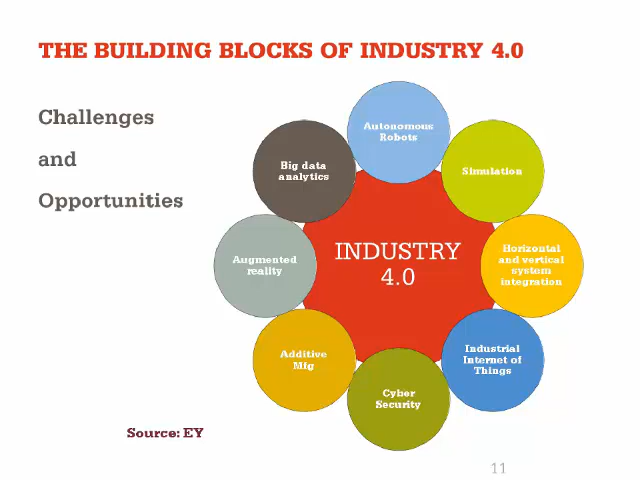 THE BUILDING BLOCKS OF INDUSTRY 4.0
Challenges
and
Opportunities
Autonomous
Robots
Simulation
Horizontal
and vertical
system
integration
Industrial
Internet of
Things
Cyber
Security
Additive
Mfg
Augmented
reality
Big data
analytics
INDUSTRY
4.0
Source: EY
11